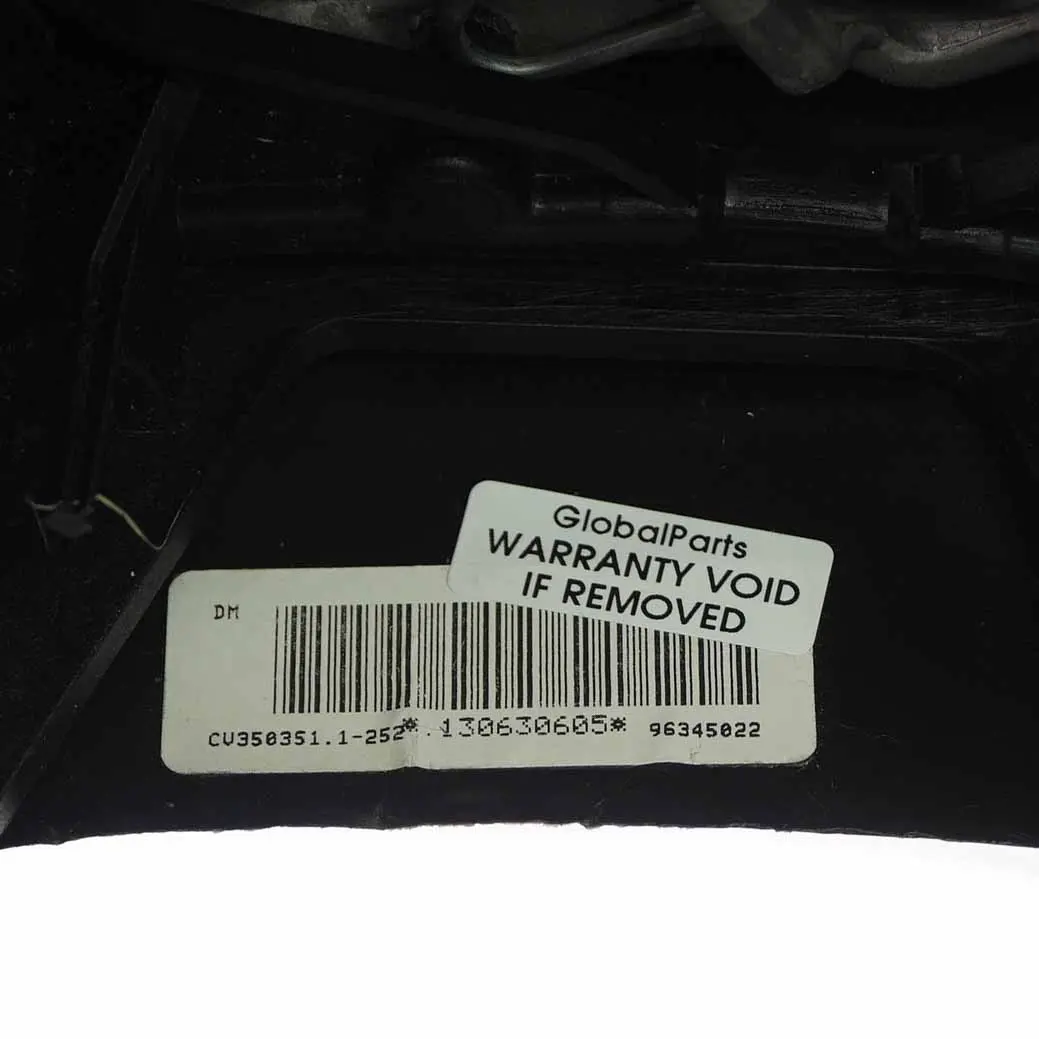 GlobalParts
WARRANTY VOID
IF REMOVED
DM
CV350351.1-252 *.130630605* 96345022